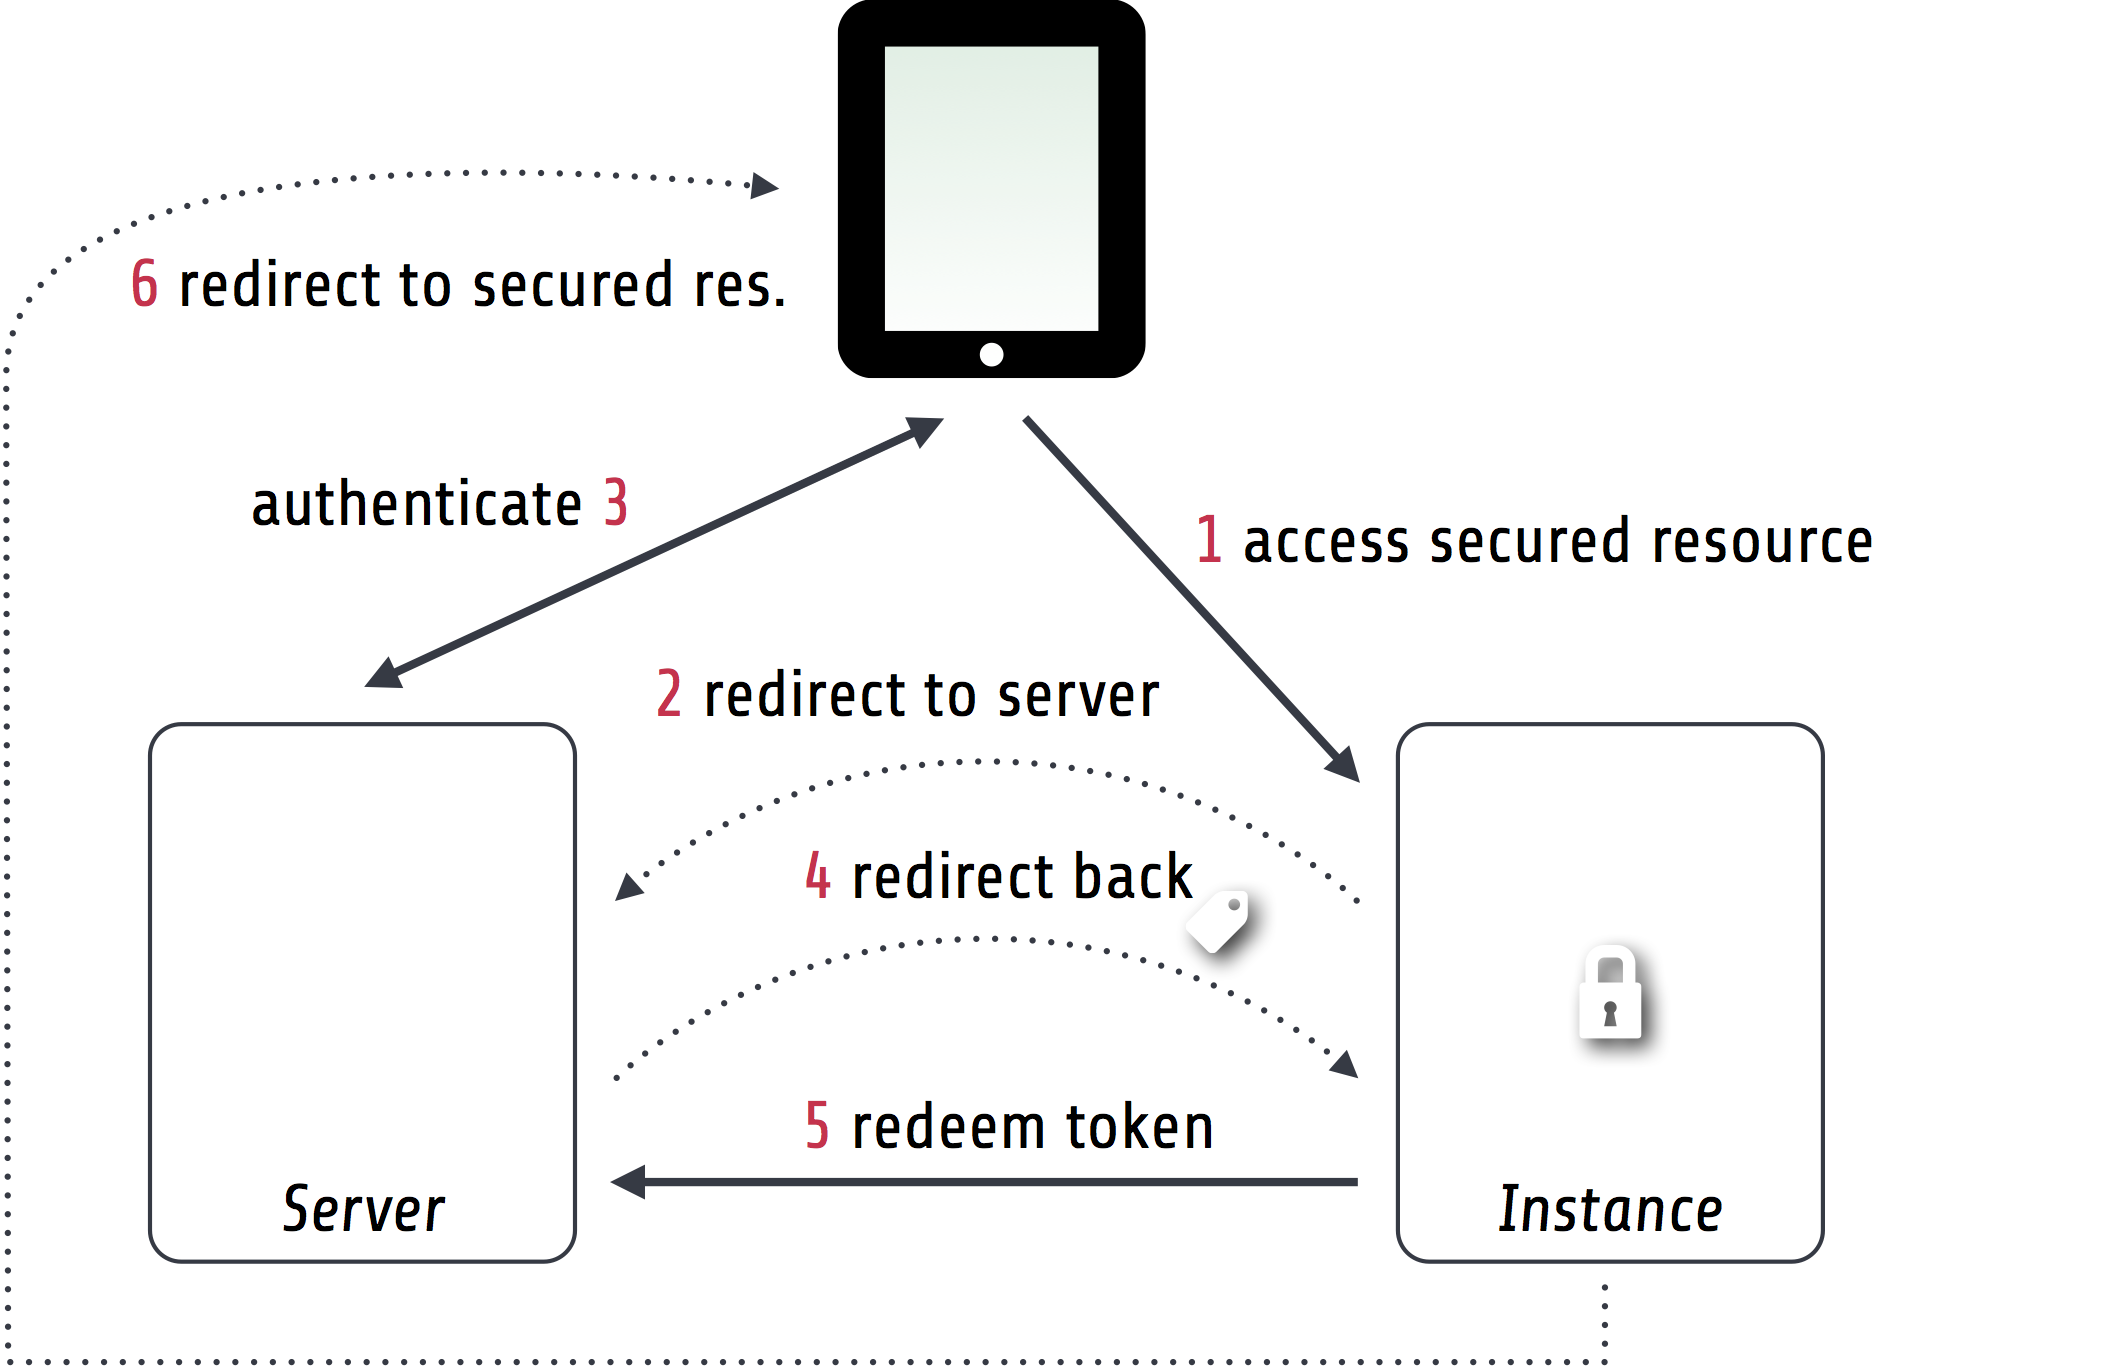 6 redirect to secured res.
authenticate 3
1 access secured resource
2 redirect to server
4 redirect back
5 redeem token
Server
Instance